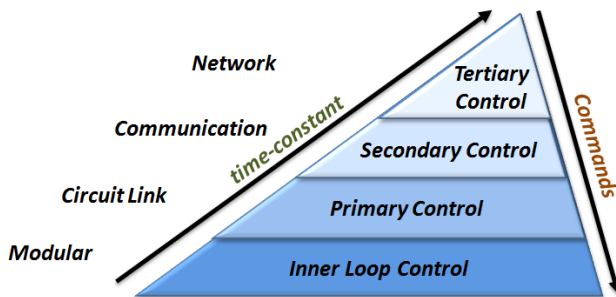 Network
Tertiary
Control
Communication
time-constant
Commands
Secondary Control
Circuit Link
Primary Control
Modular
Inner Loop Control